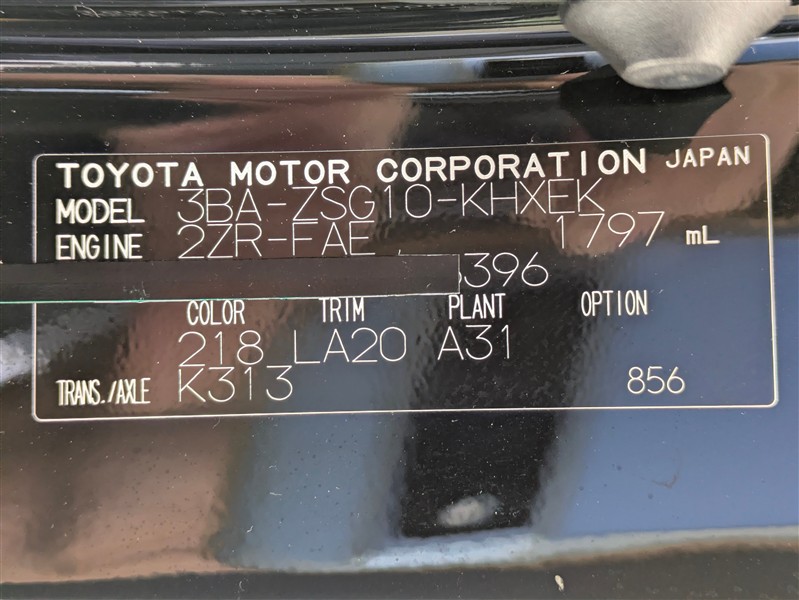 TOYOTA MOTOR CORPORATION JAPAN
MODEL 3BA-ZSG10-KHXEK
ENGINE 2ZR-FAE 1797 mL
396
COLOR TRIM PLANT OPTION
218 LA20 A31
TRANS./AXLE K313 856